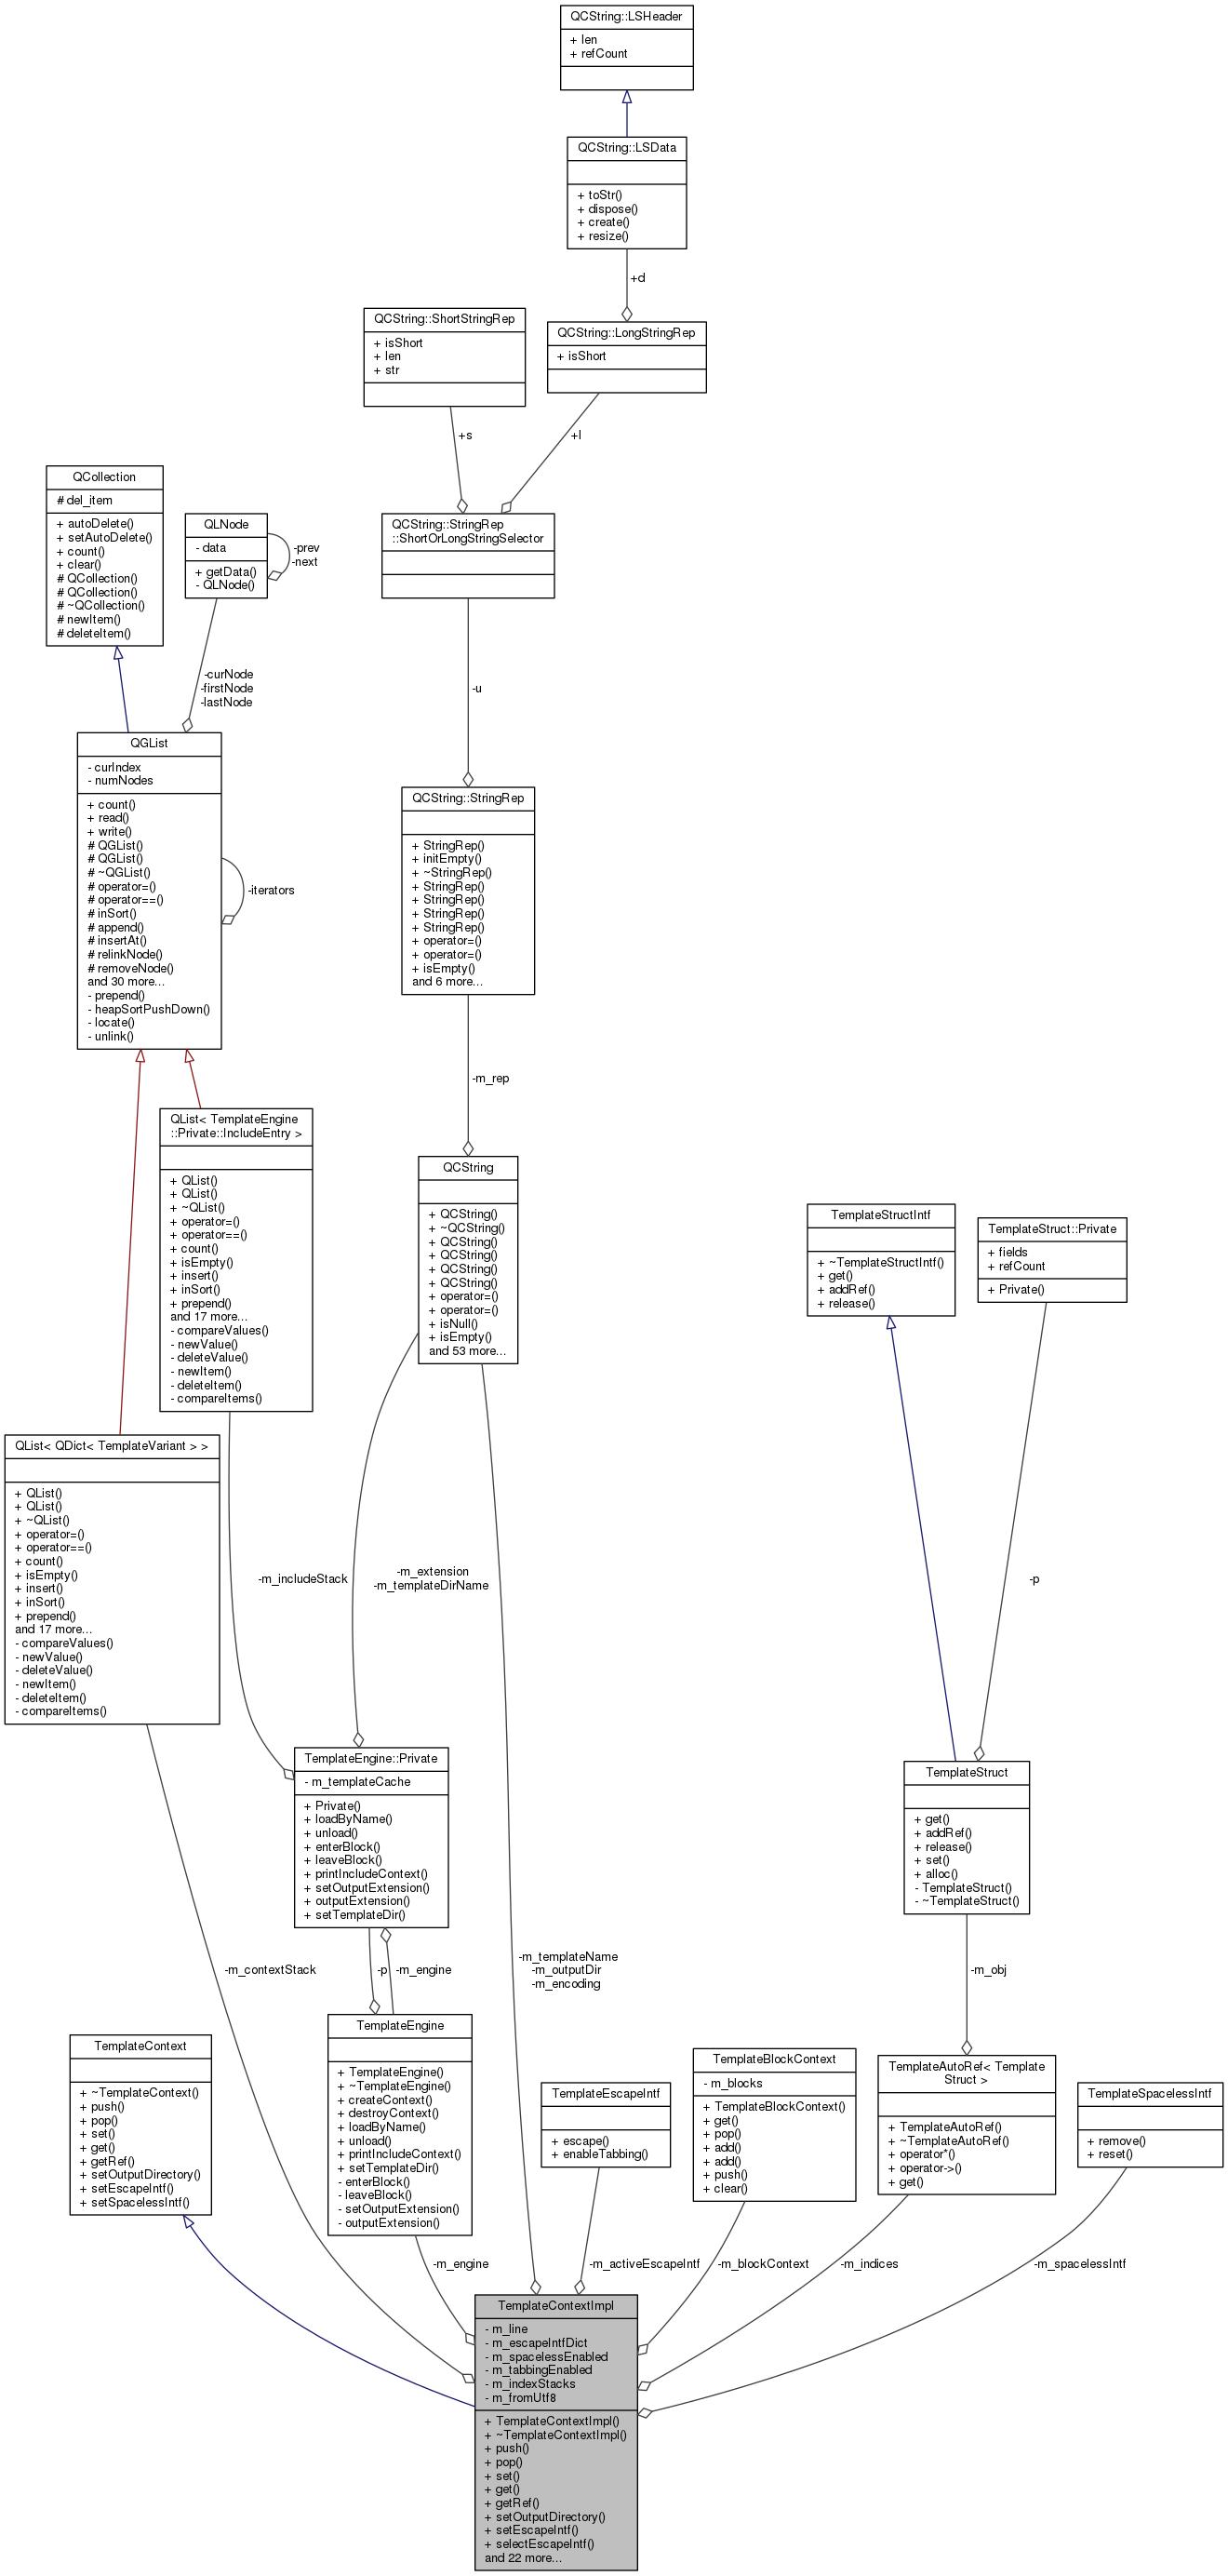 QCString::LSHeader
+ len
+ refCount
QCString::LSData
+ toStr()
+ dispose()
+ create()
+ resize()
+d
QCString::ShortStringRep
+ isShort
+ len
+ str
QCString::LongStringRep
+ isShort
+s
+l
QCollection
# del_item
+ autoDelete()
+ setAutoDelete()
+ count()
+ clear()
# QCollection()
# QCollection()
# ~QCollection()
# newItem()
# deleteItem()
QLNode
- data
+ getData()
- QLNode()
-prev
-next
QCString::StringRep
::ShortOrLongStringSelector
-curNode
-firstNode
-lastNode
-u
QGList
- curIndex
- numNodes
+ count()
+ read()
+ write()
# QGList()
# QGList()
# ~QGList()
# operator=()
# operator==()
# inSort()
# append()
# insertAt()
# relinkNode()
# removeNode()
and 30 more...
- prepend()
- heapSortPushDown()
- locate()
- unlink()
-iterators
QCString::StringRep
+ StringRep()
+ initEmpty()
+ ~StringRep()
+ StringRep()
+ StringRep()
+ StringRep()
+ StringRep()
+ operator=()
+ operator=()
+ isEmpty()
and 6 more...
-m_rep
QList< TemplateEngine
::Private::IncludeEntry >
+ QList()
+ QList()
+ ~QList()
+ operator=()
+ operator==()
+ count()
+ isEmpty()
+ insert()
+ inSort()
+ prepend()
and 17 more...
- compareValues()
- newValue()
- deleteValue()
- newItem()
- deleteItem()
- compareItems()
QCString
+ QCString()
+ ~QCString()
+ QCString()
+ QCString()
+ QCString()
+ QCString()
+ operator=()
+ operator=()
+ isNull()
+ isEmpty()
and 53 more...
TemplateStructIntf
+ ~TemplateStructIntf()
+ get()
+ addRef()
+ release()
TemplateStruct::Private
+ fields
+ refCount
+ Private()
QList< QDict< TemplateVariant > >
+ QList()
+ QList()
+ ~QList()
+ operator=()
+ operator==()
+ count()
+ isEmpty()
+ insert()
+ inSort()
+ prepend()
and 17 more...
- compareValues()
- newValue()
- deleteValue()
- newItem()
- deleteItem()
- compareItems()
-m_includeStack
-m_extension
-m_templateDirName
-p
TemplateEngine::Private
- m_templateCache
+ Private()
+ loadByName()
+ unload()
+ enterBlock()
+ leaveBlock()
+ printIncludeContext()
+ setOutputExtension()
+ outputExtension()
+ setTemplateDir()
TemplateStruct
+ get()
+ addRef()
+ release()
+ set()
+ alloc()
- TemplateStruct()
- ~TemplateStruct()
-m_contextStack
-p
-m_engine
-m_templateName
-m_outputDir
-m_encoding
-m_obj
TemplateContext
+ ~TemplateContext()
+ push()
+ pop()
+ set()
+ get()
+ getRef()
+ setOutputDirectory()
+ setEscapeIntf()
+ setSpacelessIntf()
TemplateEngine
+ TemplateEngine()
+ ~TemplateEngine()
+ createContext()
+ destroyContext()
+ loadByName()
+ unload()
+ printIncludeContext()
+ setTemplateDir()
- enterBlock()
- leaveBlock()
- setOutputExtension()
- outputExtension()
TemplateEscapeIntf
+ escape()
+ enableTabbing()
TemplateBlockContext
- m_blocks
+ TemplateBlockContext()
+ get()
+ pop()
+ add()
+ add()
+ push()
+ clear()
TemplateAutoRef< Template
Struct >
+ TemplateAutoRef()
+ ~TemplateAutoRef()
+ operator*()
+ operator->()
+ get()
TemplateSpacelessIntf
+ remove()
+ reset()
-m_engine
-m_activeEscapeIntf
-m_blockContext
-m_indices
-m_spacelessIntf
TemplateContextImpl
- m_line
- m_escapeIntfDict
- m_spacelessEnabled
- m_tabbingEnabled
- m_indexStacks
- m_fromUtf8
+ TemplateContextImpl()
+ ~TemplateContextImpl()
+ push()
+ pop()
+ set()
+ get()
+ getRef()
+ setOutputDirectory()
+ setEscapeIntf()
+ selectEscapeIntf()
and 22 more...